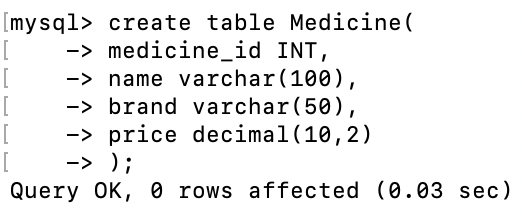 [mysql> create table Medicine(
[    -> medicine_id INT,
[    -> name varchar(100),
[    -> brand varchar(50),
[    -> price decimal(10,2)
[    -> );
Query OK, 0 rows affected (0.03 sec)